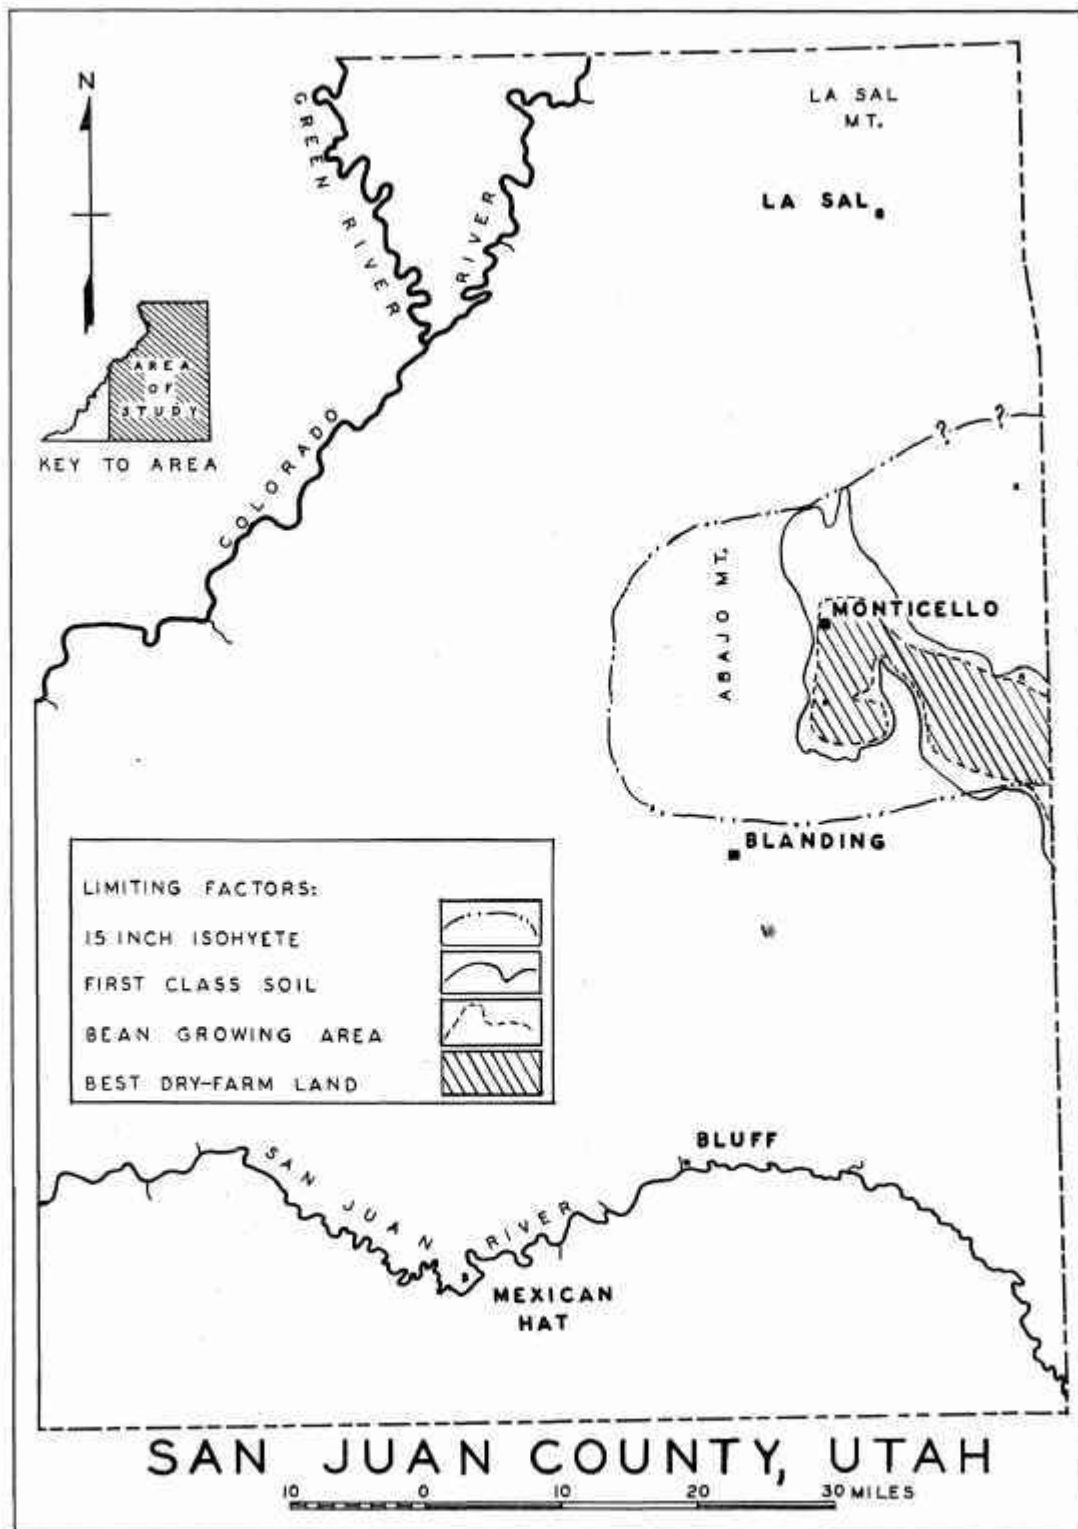 N
GREEN RIVER
RIVER
LA SAL
MT.
LA SAL
AREA
OF
STUDY
KEY TO AREA
COLORADO
?
?
ABAJO MT.
MONTICELLO
BLANDING
LIMITING FACTORS:
15 INCH ISOHYETE
FIRST CLASS SOIL
BEAN GROWING AREA
BEST DRY-FARM LAND
BLUFF
SAN JUAN RIVER
MEXICAN
HAT
SAN JUAN COUNTY, UTAH
10 0 10 20 30 MILES